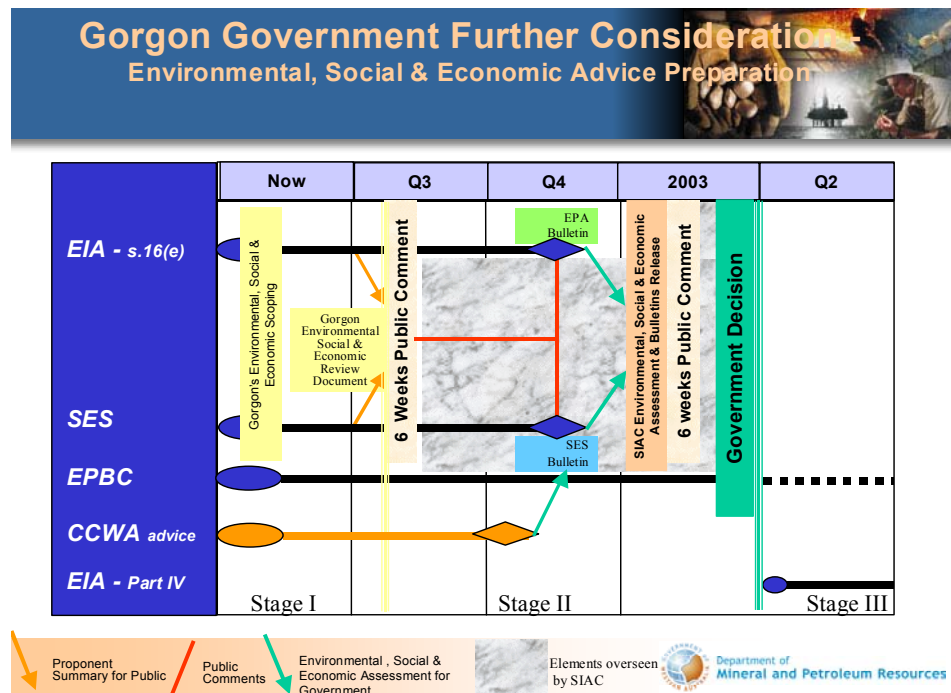 Gorgon Government Further Consideration -
Environmental, Social & Economic Advice Preparation
Now
Q3
Q4
2003
Q2
EIA - s.16(e)
SES
EPBC
CCWA advice
EIA - Part IV
Gorgon's Environmental, Social &
Economic Scoping
Gorgon
Environmental
Social &
Economic
Review
Document
6 Weeks Public Comment
EPA
Bulletin
SES
Bulletin
SIAC Environmental, Social & Economic
Assessment & Bulletins Release
6 weeks Public Comment
Government Decision
Stage I
Stage II
Stage III
Proponent
Summary for Public
Public
Comments
Environmental , Social &
Economic Assessment for
Government
Elements overseen
by SIAC
Department of
Mineral and Petroleum Resources